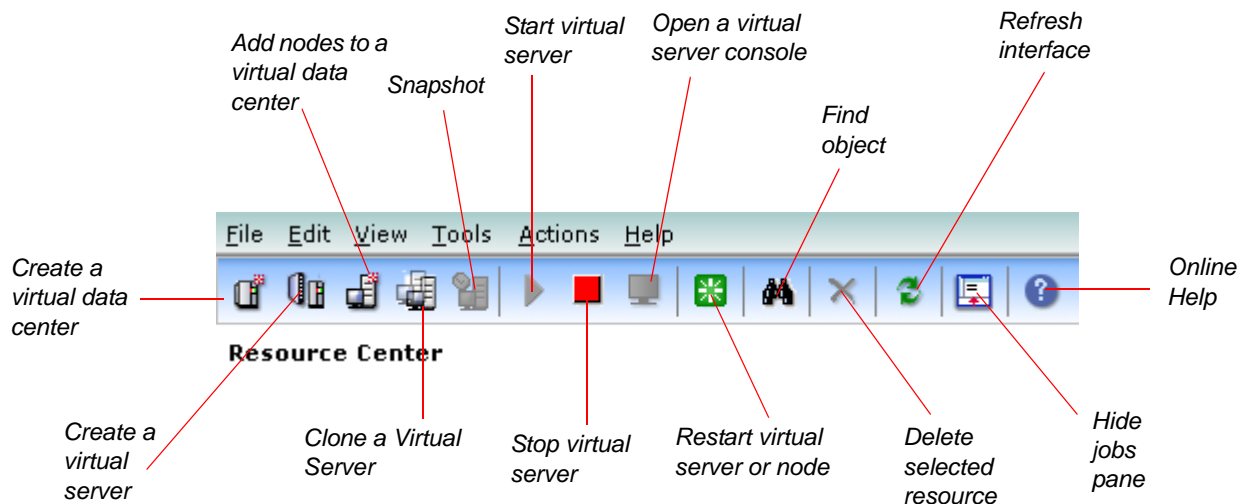 Add nodes to a
virtual data
center
Snapshot
Start virtual
server
Open a virtual
server console
Refresh
interface
Find
object
File Edit View Tools Actions Help
Create a
virtual data
center
Online
Help
?
Resource Center
Create a
virtual
server
Clone a Virtual
Server
Stop virtual
server
Restart virtual
server or node
Delete
selected
resource
Hide
jobs
pane